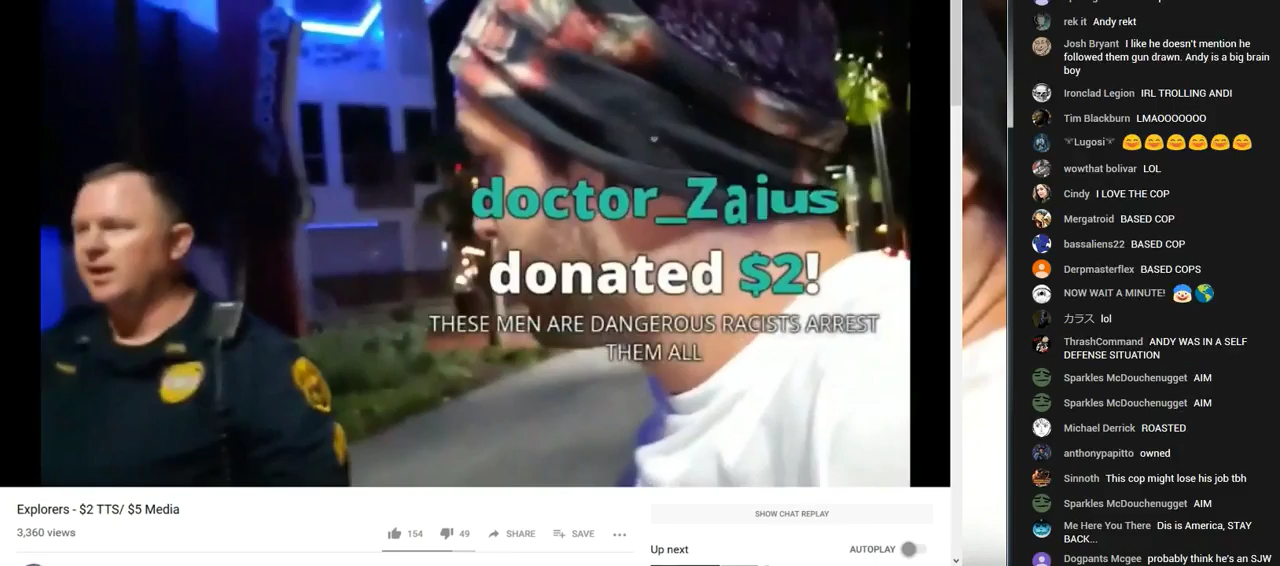 doctor_Zaius
donated $2!
THESE MEN ARE DANGEROUS RACISTS ARREST
THEM ALL
Explorers - $2 TTS/ $5 Media
3,360 views
154
49
SHARE
SAVE
SHOW CHAT REPLAY
Up next
AUTOPLAY
rek it Andy rekt
Josh Bryant I like he doesn't mention he
followed them gun drawn. Andy is a big brain
boy
Ironclad Legion IRL TROLLING ANDI
Tim Blackburn LMAOOOOOOO
Lugosi
wowthat bolivar LOL
Cindy I LOVE THE COP
Mergatroid BASED COP
bassaliens22 BASED COP
Derpmasterflex BASED COPS
NOW WAIT A MINUTE!
カラス lol
ThrashCommand ANDY WAS IN A SELF
DEFENSE SITUATION
Sparkles McDouchenugget AIM
Sparkles McDouchenugget AIM
Michael Derrick ROASTED
anthonypapitto owned
Sinnoth This cop might lose his job tbh
Sparkles McDouchenugget AIM
Me Here You There Dis is America, STAY
BACK...
Dogpants Mcgee probably think he's an SJW